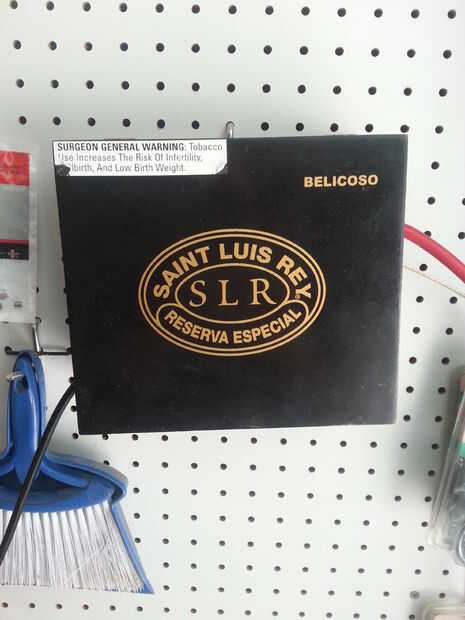 SURGEON GENERAL WARNING: Tobacco
Use Increases The Risk Of Infertility,
And Low Birth Weight.
BELICOSO
SAINT LUIS REY
SLR
RESERVA ESPECIAL